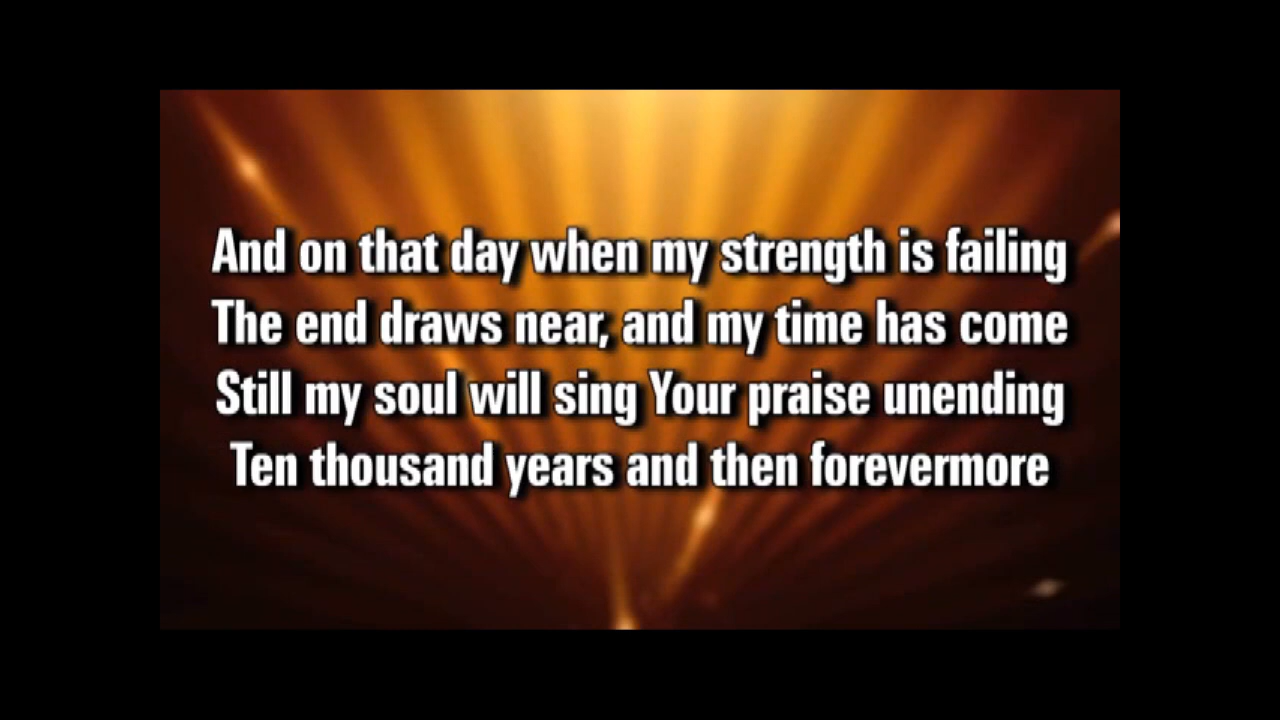 And on that day when my strength is failing
The end draws near, and my time has come
Still my soul will sing Your praise unending
Ten thousand years and then forevermore